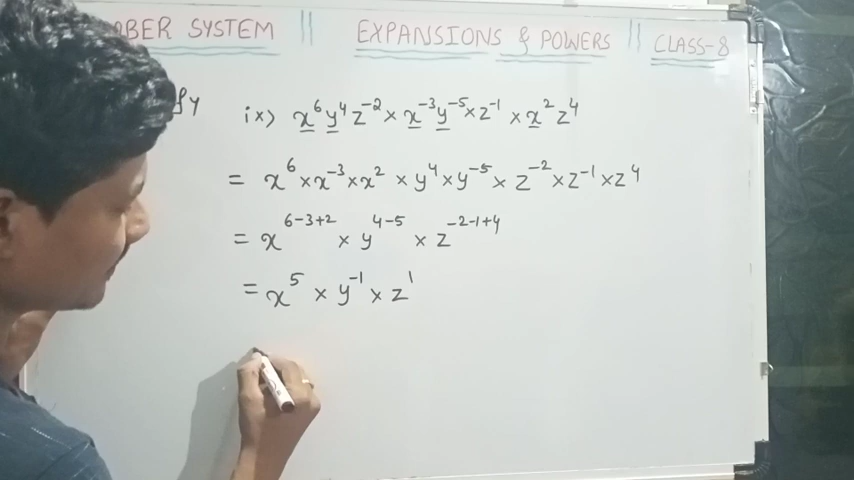 BER SYSTEM || EXPANSIONS & POWERS || CLASS-8
fy ix) x⁶y⁴z⁻² × x⁻³y⁻⁵ × z⁻¹ × x²z⁴
= x⁶ × x⁻³ × x² × y⁴ × y⁻⁵ × z⁻² × z⁻¹ × z⁴
= x⁶⁻³⁺² × y⁴⁻⁵ × z⁻²⁻¹⁺⁴
= x⁵ × y⁻¹ × z¹